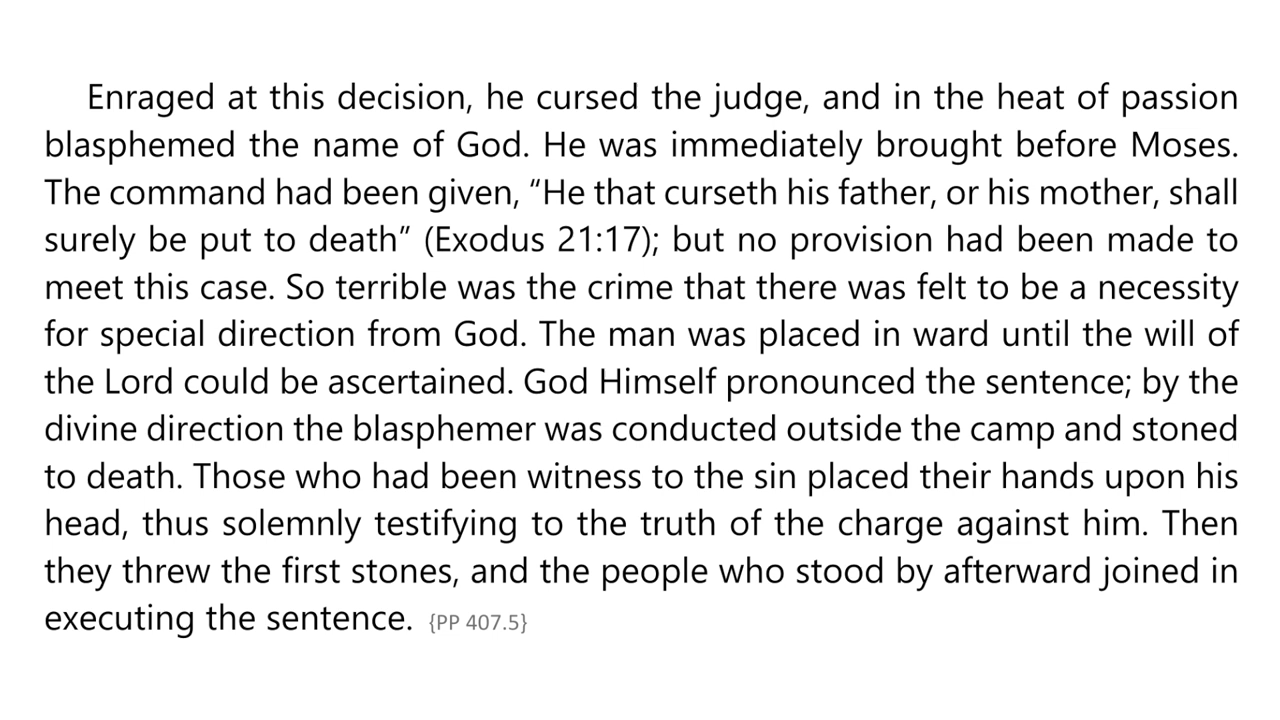 Enraged at this decision, he cursed the judge, and in the heat of passion
blasphemed the name of God. He was immediately brought before Moses.
The command had been given, “He that curseth his father, or his mother, shall
surely be put to death” (Exodus 21:17); but no provision had been made to
meet this case. So terrible was the crime that there was felt to be a necessity
for special direction from God. The man was placed in ward until the will of
the Lord could be ascertained. God Himself pronounced the sentence; by the
divine direction the blasphemer was conducted outside the camp and stoned
to death. Those who had been witness to the sin placed their hands upon his
head, thus solemnly testifying to the truth of the charge against him. Then
they threw the first stones, and the people who stood by afterward joined in
executing the sentence. {PP 407.5}